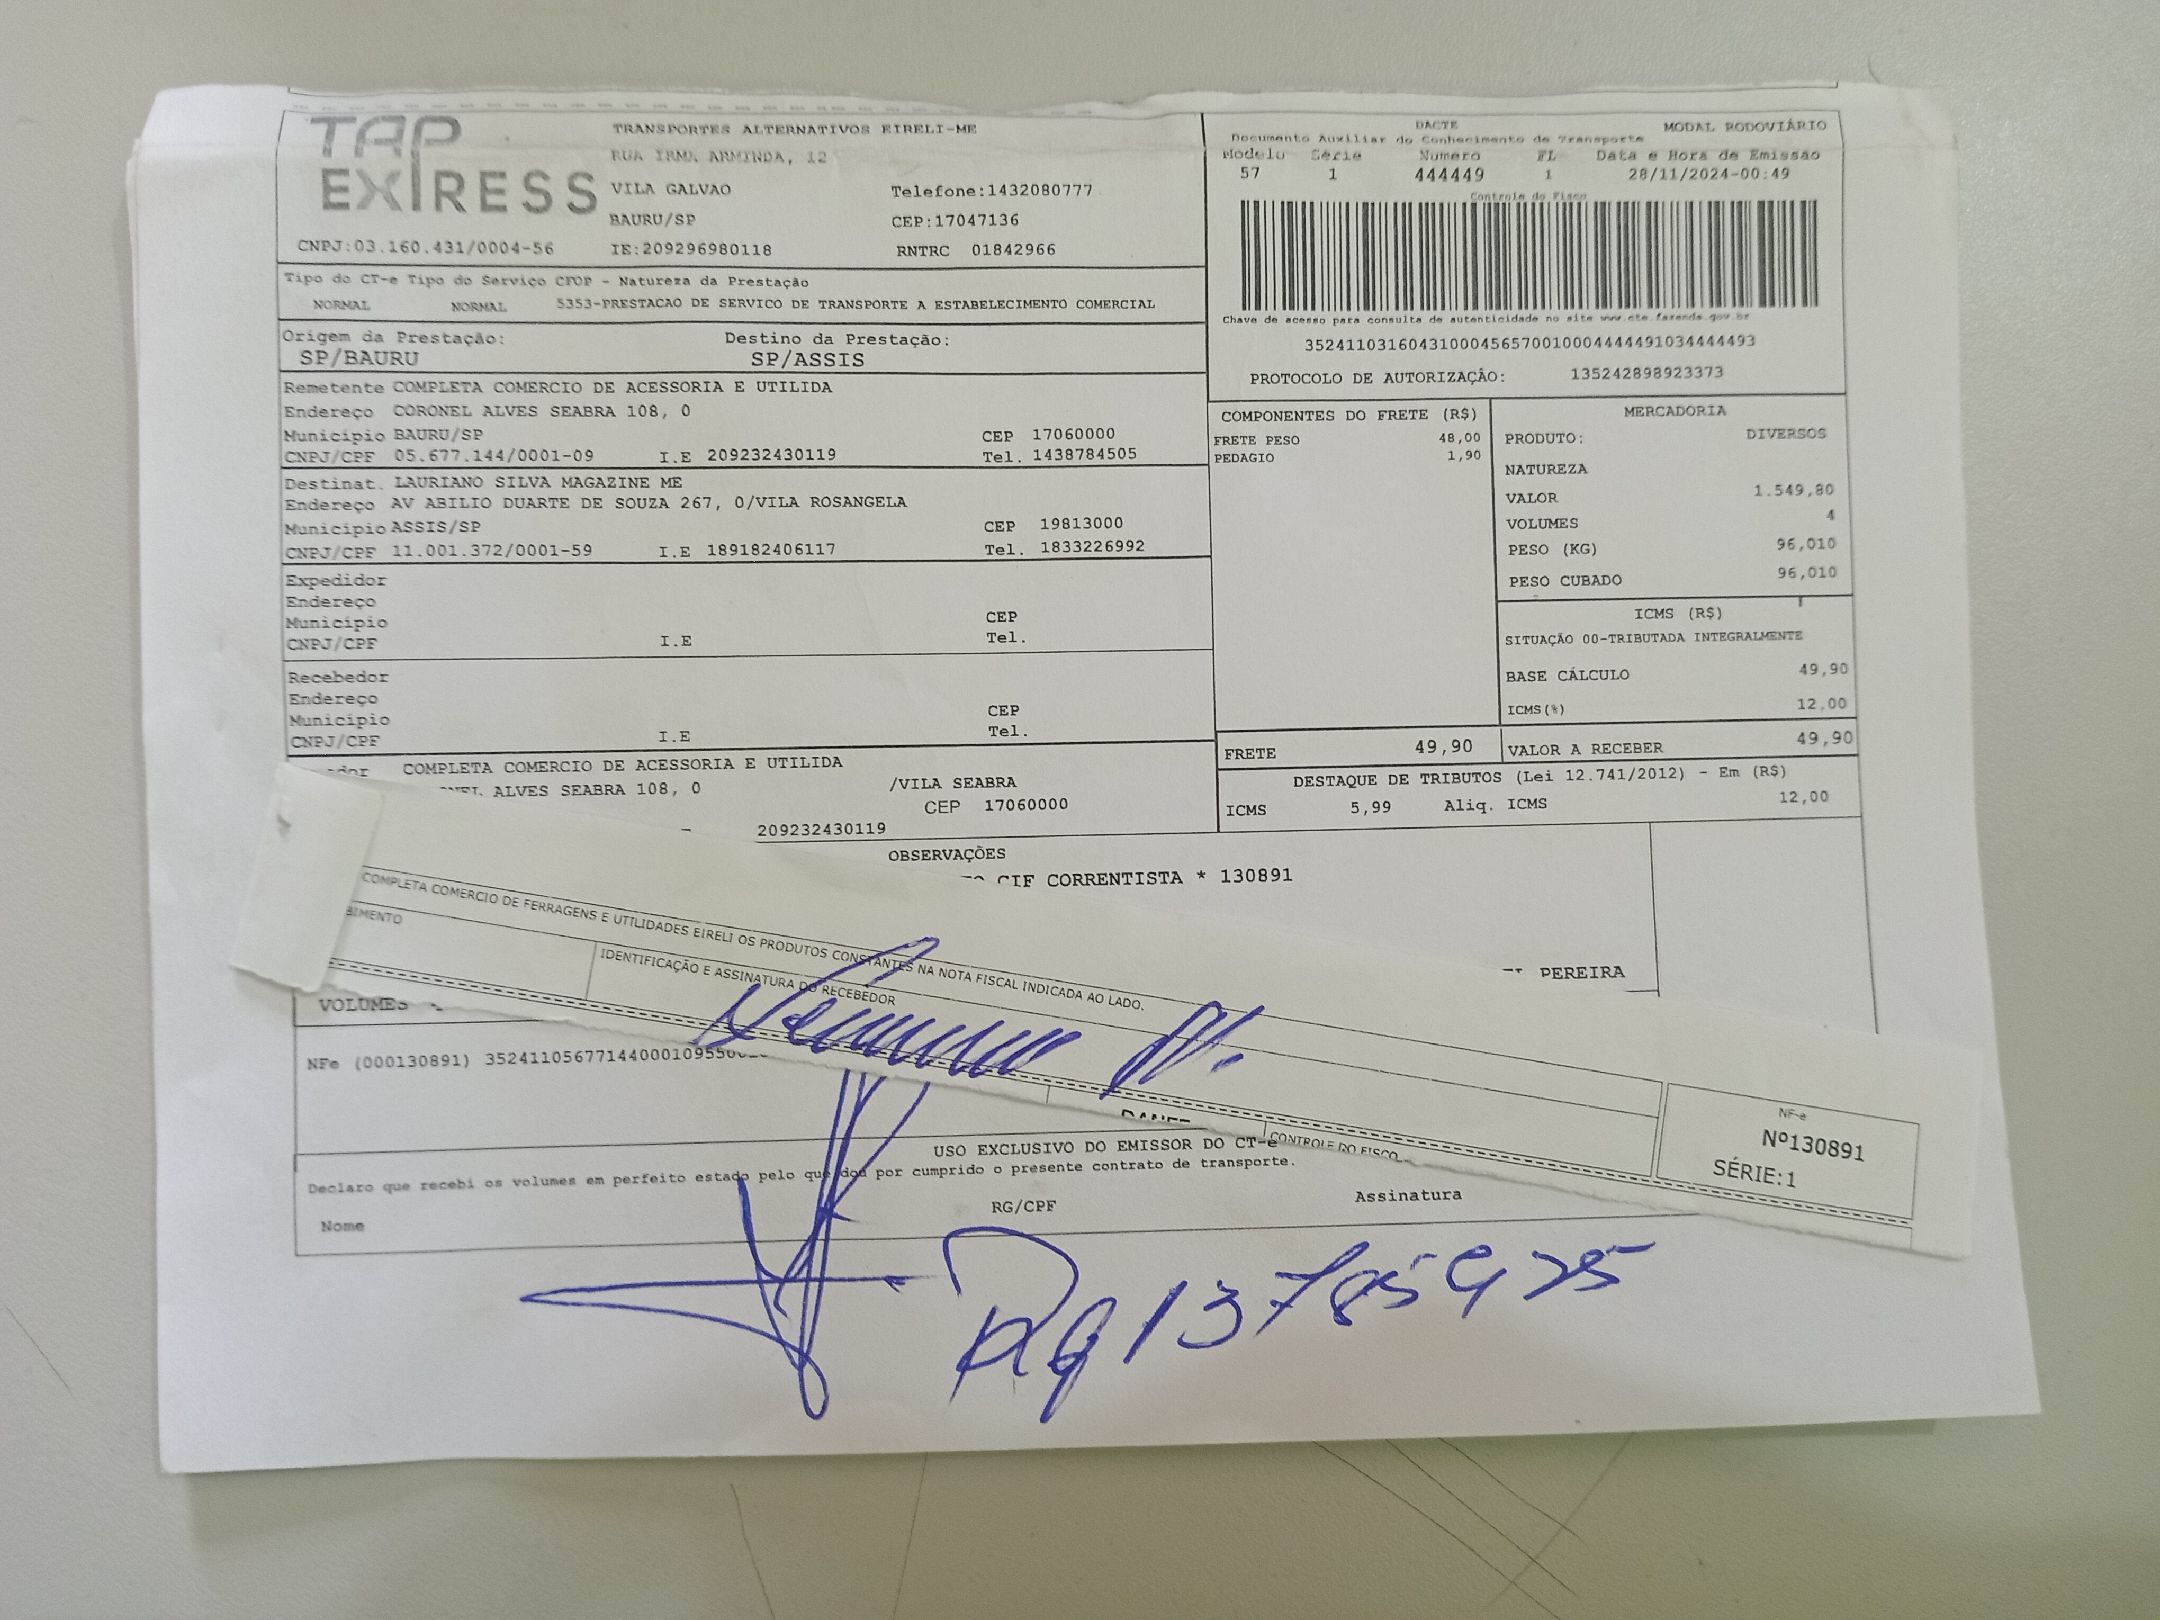 TAP
EXPRESS
TRANSPORTES ALTERNATIVOS EIRELI-ME
RUA IRMA ARMINDA, 12
VILA GALVAO Telefone:1432080777
BAURU/SP CEP:17047136
CNPJ:03.160.431/0004-56 IE:209296980118 RNTRC 01842966
DACTE MODAL RODOVIÁRIO
Documento Auxiliar do Conhecimento de Transporte
Modelo Série Numero FL Data e Hora de Emissão
57 1 444449 1 28/11/2024-00:49
Controle do Fisco
Chave de acesso para consulta de autenticidade no site www.cte.fazenda.gov.br
35241103160431000456570010004444491034444493
PROTOCOLO DE AUTORIZAÇÃO: 135242898923373
Tipo do CT-e Tipo do Serviço CFOP - Natureza da Prestação
NORMAL NORMAL 5353-PRESTACAO DE SERVICO DE TRANSPORTE A ESTABELECIMENTO COMERCIAL
Origem da Prestação: Destino da Prestação:
SP/BAURU SP/ASSIS
Remetente COMPLETA COMERCIO DE ACESSORIA E UTILIDA
Endereço CORONEL ALVES SEABRA 108, 0
Municipio BAURU/SP CEP 17060000
CNPJ/CPF 05.677.144/0001-09 I.E 209232430119 Tel. 1438784505
Destinat. LAURIANO SILVA MAGAZINE ME
Endereço AV ABILIO DUARTE DE SOUZA 267, 0/VILA ROSANGELA
Municipio ASSIS/SP CEP 19813000
CNPJ/CPF 11.001.372/0001-59 I.E 189182406117 Tel. 1833226992
Expedidor
Endereço
Municipio CEP
CNPJ/CPF I.E Tel.
Recebedor
Endereço
Municipio CEP
CNPJ/CPF I.E Tel.
COMPLETA COMERCIO DE ACESSORIA E UTILIDA
ALVES SEABRA 108, 0 /VILA SEABRA
CEP 17060000
209232430119
COMPONENTES DO FRETE (R$)
FRETE PESO 48,00
PEDAGIO 1,90
MERCADORIA
PRODUTO: DIVERSOS
NATUREZA
VALOR 1.549,80
VOLUMES 4
PESO (KG) 96,010
PESO CUBADO 96,010
ICMS (R$)
SITUAÇÃO 00-TRIBUTADA INTEGRALMENTE
BASE CÁLCULO 49,90
ICMS(%) 12,00
FRETE 49,90 VALOR A RECEBER 49,90
DESTAQUE DE TRIBUTOS (Lei 12.741/2012) - Em (R$)
ICMS 5,99 Aliq. ICMS 12,00
OBSERVAÇÕES
CIF CORRENTISTA * 130891
PEREIRA
COMPLETA COMERCIO DE FERRAGENS E UTILIDADES EIRELI OS PRODUTOS CONSTANTES NA NOTA FISCAL INDICADA AO LADO.
IDENTIFICAÇÃO E ASSINATURA DO RECEBEDOR
NF-e
Nº130891
SÉRIE:1
CONTROLE DO FISCO
VOLUMES
NFe (000130891)
USO EXCLUSIVO DO EMISSOR DO CT-e
Declaro que recebi os volumes em perfeito estado pelo que dou por cumprido o presente contrato de transporte.
Nome RG/CPF Assinatura